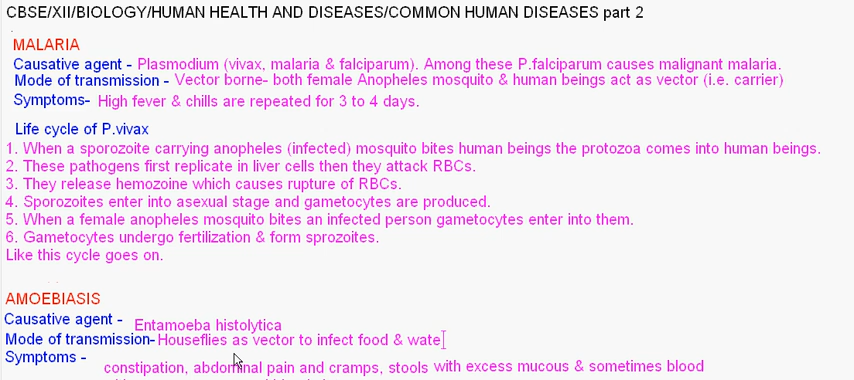 CBSE/XII/BIOLOGY/HUMAN HEALTH AND DISEASES/COMMON HUMAN DISEASES part 2
MALARIA
Causative agent - Plasmodium (vivax, malaria & falciparum). Among these P.falciparum causes malignant malaria.
Mode of transmission - Vector borne- both female Anopheles mosquito & human beings act as vector (i.e. carrier)
Symptoms- High fever & chills are repeated for 3 to 4 days.
Life cycle of P.vivax
1. When a sporozoite carrying anopheles (infected) mosquito bites human beings the protozoa comes into human beings.
2. These pathogens first replicate in liver cells then they attack RBCs.
3. They release hemozoine which causes rupture of RBCs.
4. Sporozoites enter into asexual stage and gametocytes are produced.
5. When a female anopheles mosquito bites an infected person gametocytes enter into them.
6. Gametocytes undergo fertilization & form sprozoites.
Like this cycle goes on.
AMOEBIASIS
Causative agent - Entamoeba histolytica
Mode of transmission- Houseflies as vector to infect food & wate
Symptoms - constipation, abdominal pain and cramps, stools with excess mucous & sometimes blood